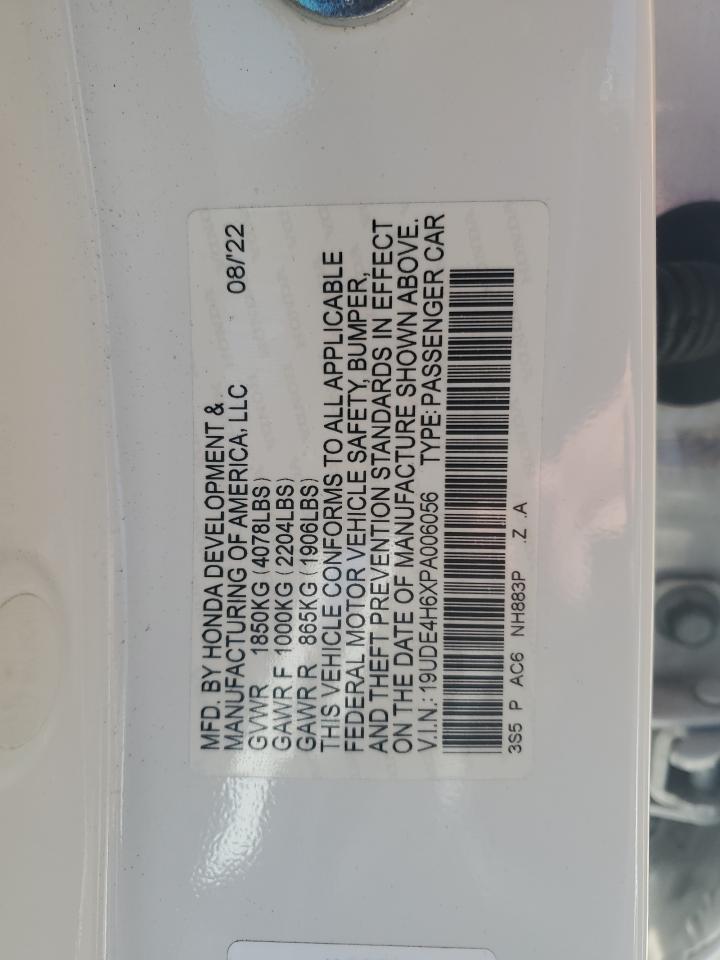 MFD. BY HONDA DEVELOPMENT & 08/'22
MANUFACTURING OF AMERICA, LLC
GVWR 1850KG (4078LBS)
GAWR F 1000KG (2204LBS)
GAWR R 865KG (1906LBS)
THIS VEHICLE CONFORMS TO ALL APPLICABLE
FEDERAL MOTOR VEHICLE SAFETY, BUMPER,
AND THEFT PREVENTION STANDARDS IN EFFECT
ON THE DATE OF MANUFACTURE SHOWN ABOVE.
V.I.N.: 19UDE4H6XPA006056 TYPE: PASSENGER CAR
3S5 P AC6 NH883P .Z .A